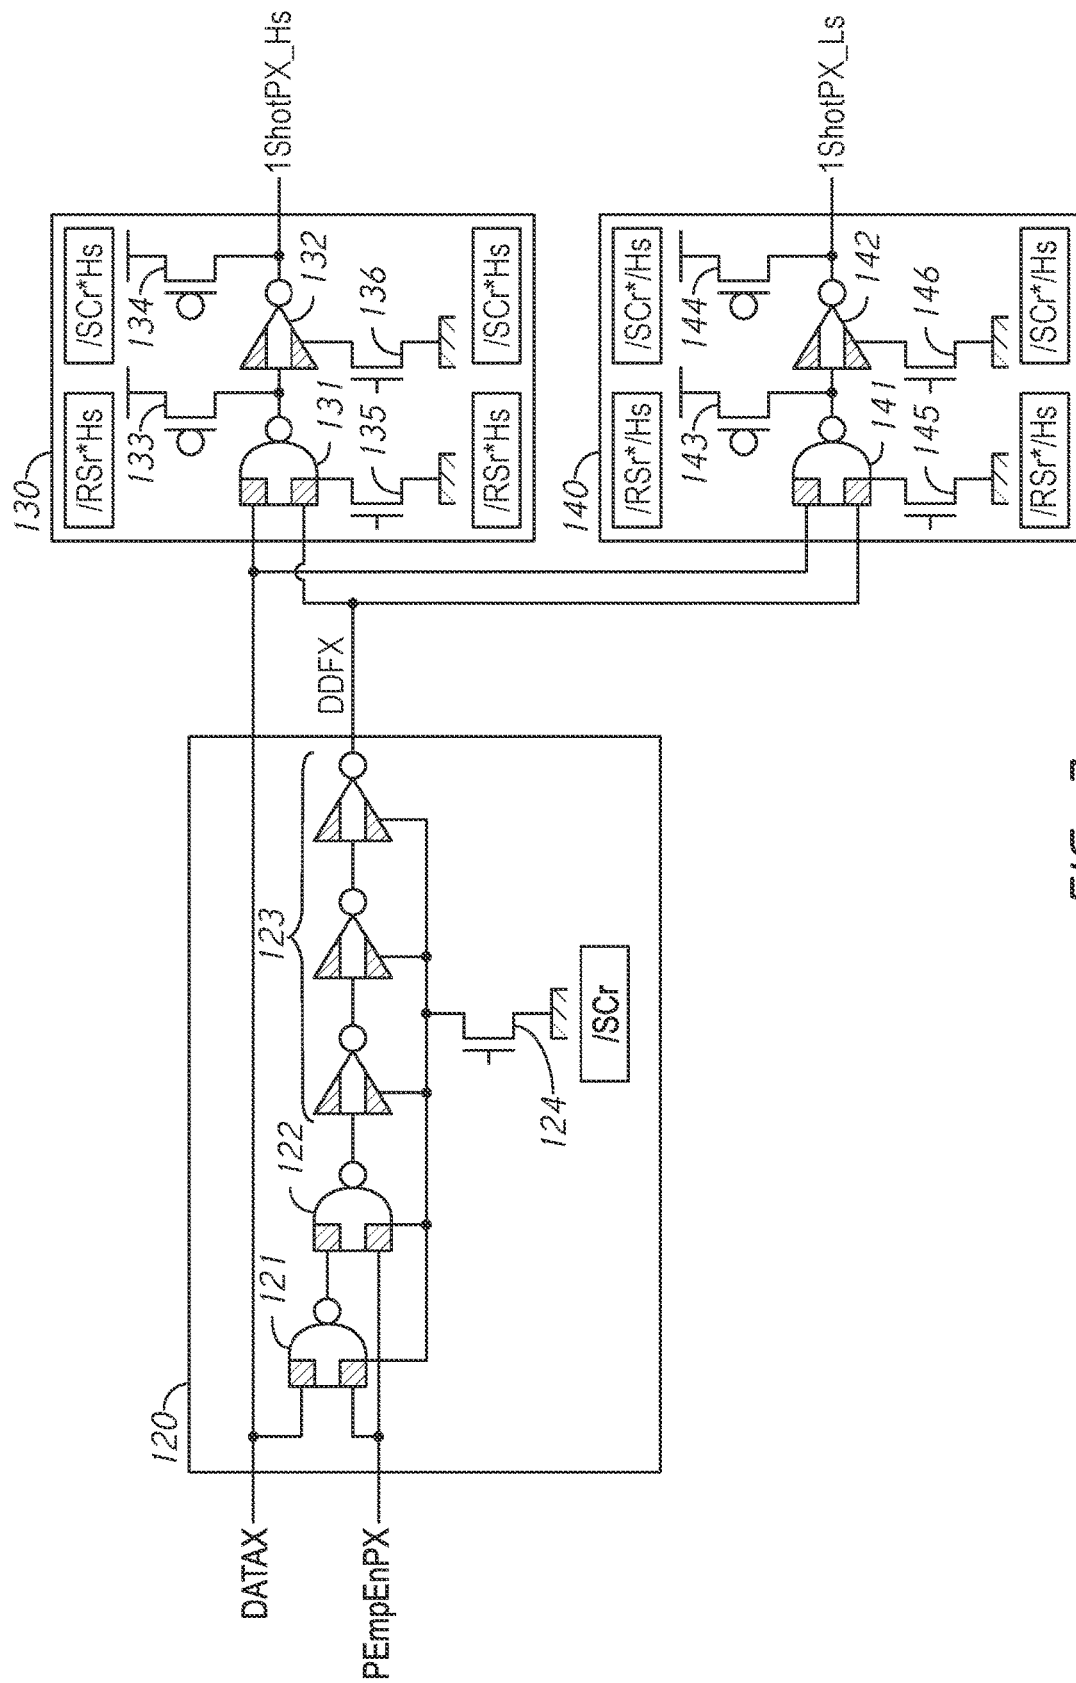 120
DATAX
PEmpEnPX
121
122
123
124
/SCr
DDFX
130
/RSr*Hs
/SCr*Hs
133
134
131
132
135
136
/RSr*Hs
/SCr*Hs
1ShotPX_Hs
140
/RSr*/Hs
/SCr*/Hs
143
144
141
142
145
146
/RSr*/Hs
/SCr*/Hs
1ShotPX_Ls